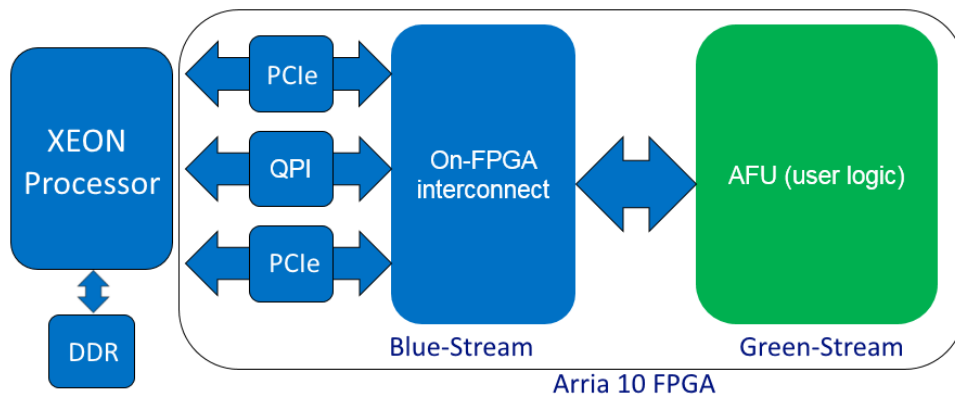 XEON
Processor
DDR
PCIe
QPI
PCIe
On-FPGA
interconnect
AFU (user logic)
Blue-Stream
Green-Stream
Arria 10 FPGA